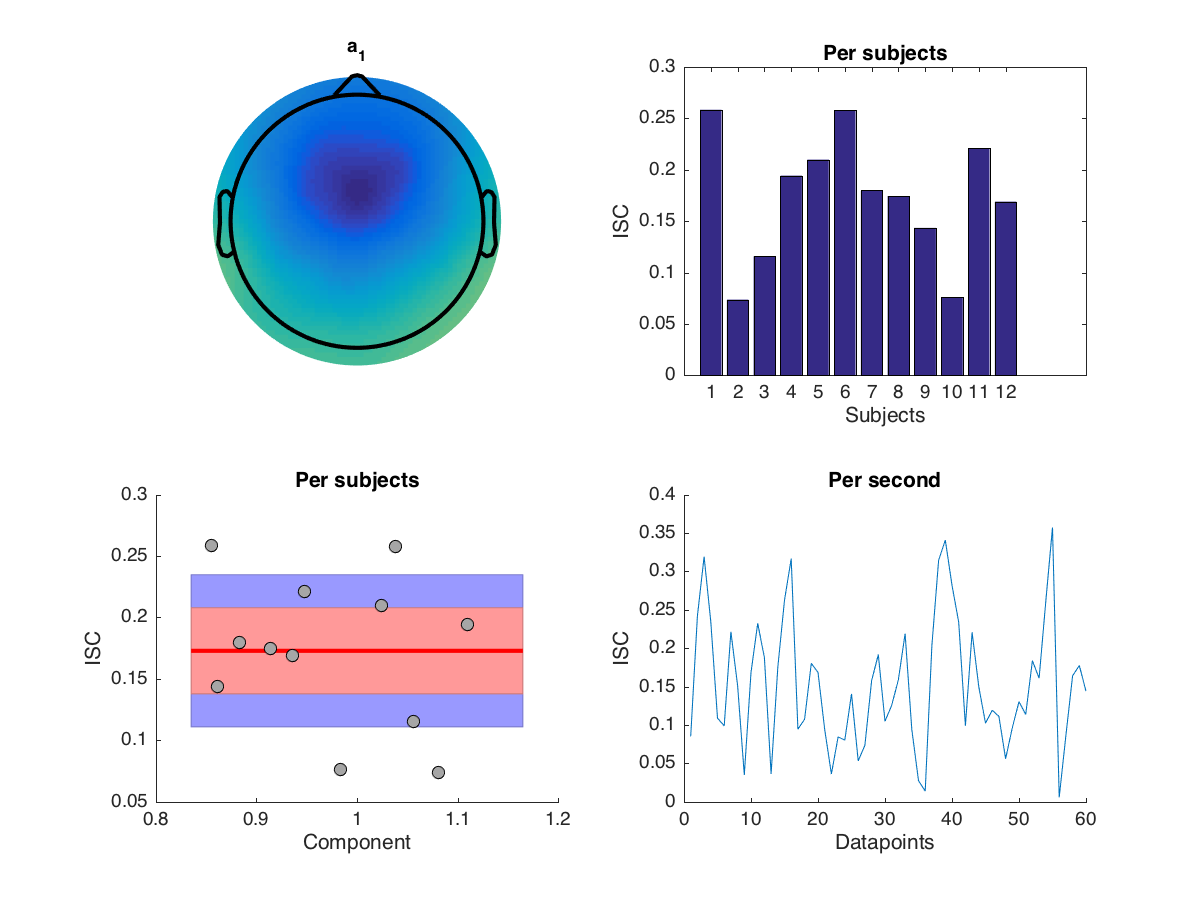 a1
Per subjects
0.3
0.25
0.2
0.15
0.1
0.05
0
ISC
1 2 3 4 5 6 7 8 9 10 11 12
Subjects
Per subjects
0.3
0.25
0.2
0.15
0.1
0.05
ISC
0.8 0.9 1 1.1 1.2
Component
Per second
0.4
0.35
0.3
0.25
0.2
0.15
0.1
0.05
0
ISC
0 10 20 30 40 50 60
Datapoints